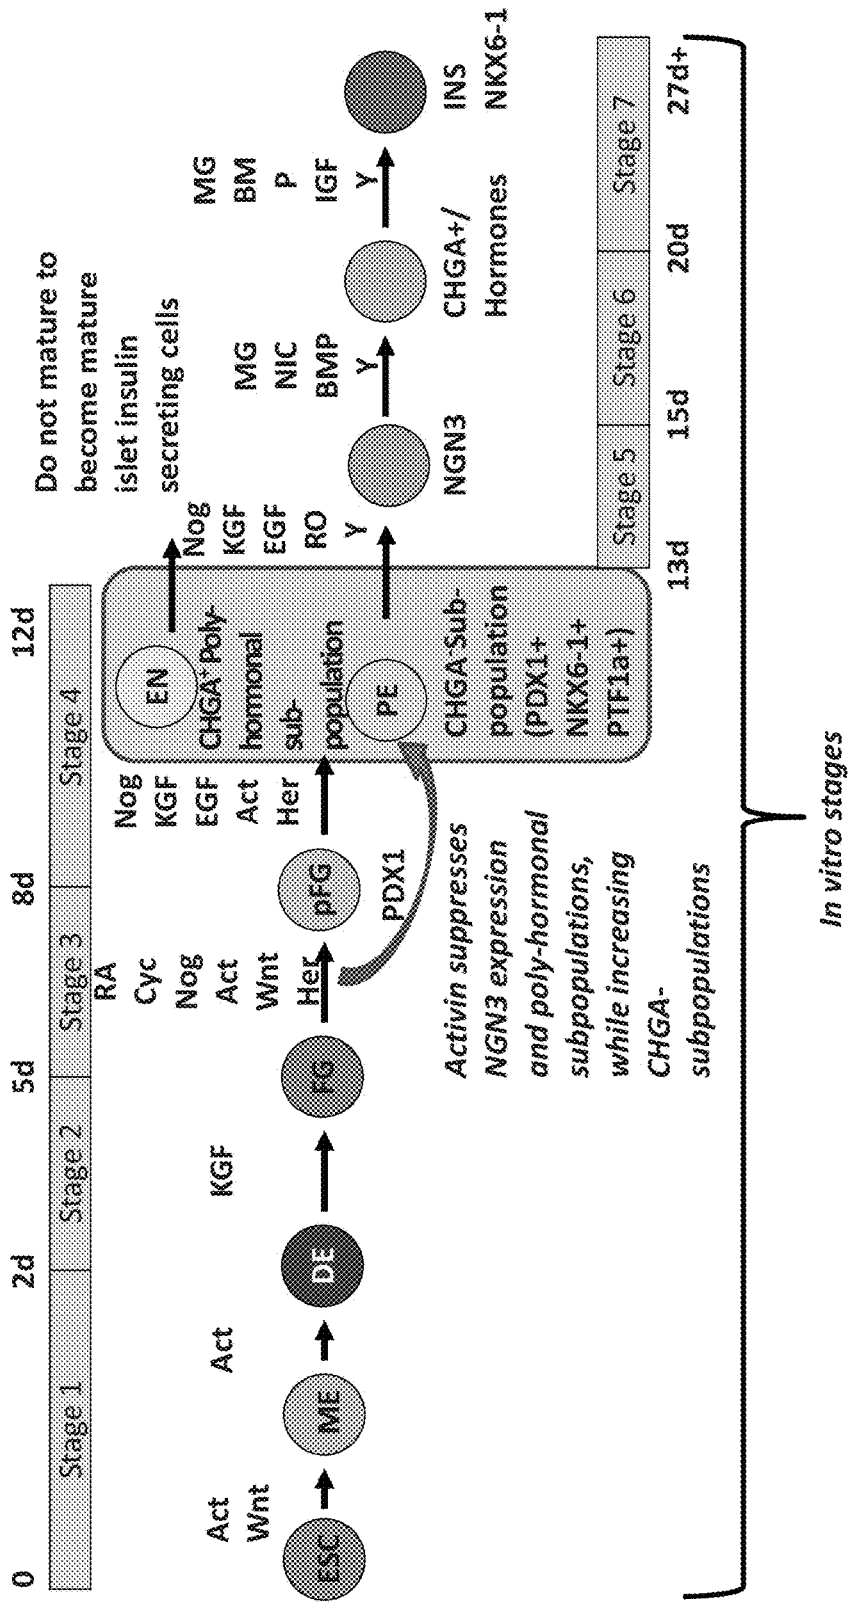 0
2d
5d
8d
12d
Stage 1
Stage 2
Stage 3
Stage 4
Act
Wnt
Act
KGF
RA
Cyc
Nog
Act
Wnt
Her
Nog
KGF
EGF
Act
Her
ESC
ME
DE
FG
pFG
PDX1
EN
CHGA+ Poly-
hormonal
sub-
population
PE
CHGA-Sub-
population
(PDX1+
NKX6-1+
PTF1a+)
Do not mature to
become mature
islet insulin
secreting cells
Nog
KGF
EGF
RO
Y
NGN3
MG
NIC
BMP
Y
CHGA+/
Hormones
MG
BM
P
IGF
Y
INS
NKX6-1
Activin suppresses
NGN3 expression
and poly-hormonal
subpopulations,
while increasing
CHGA-
subpopulations
Stage 5
Stage 6
Stage 7
13d
15d
20d
27d+
In vitro stages